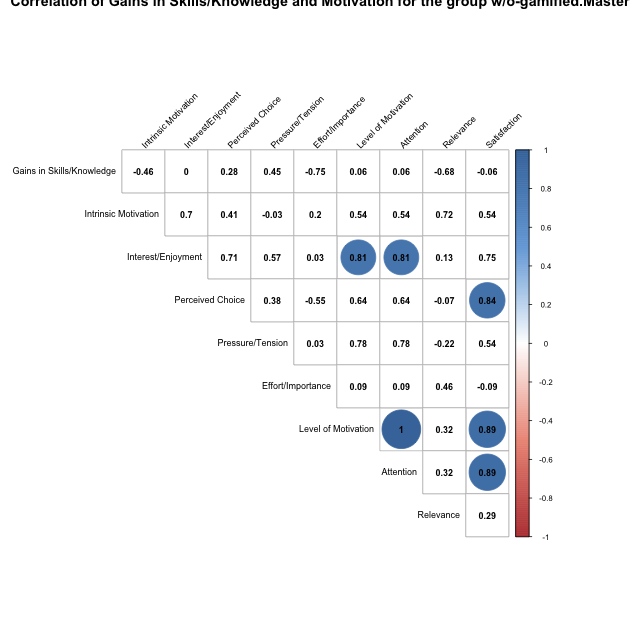 Correlation of Gains in Skills/Knowledge and Motivation for the group w/o-gamified.Master
Intrinsic Motivation Interest/Enjoyment Perceived Choice Pressure/Tension Effort/Importance Level of Motivation Attention Relevance Satisfaction
1
Gains in Skills/Knowledge -0.46 0 0.28 0.45 -0.75 0.06 0.06 -0.68 -0.06
0.8
Intrinsic Motivation 0.7 0.41 -0.03 0.2 0.54 0.54 0.72 0.54
0.6
Interest/Enjoyment 0.71 0.57 0.03 0.81 0.81 0.13 0.75
0.4
Perceived Choice 0.38 -0.55 0.64 0.64 -0.07 0.84
0.2
Pressure/Tension 0.03 0.78 0.78 -0.22 0.54
0
-0.2
Effort/Importance 0.09 0.09 0.46 -0.09
-0.4
Level of Motivation 1 0.32 0.89
-0.6
Attention 0.32 0.89
-0.8
Relevance 0.29
-1